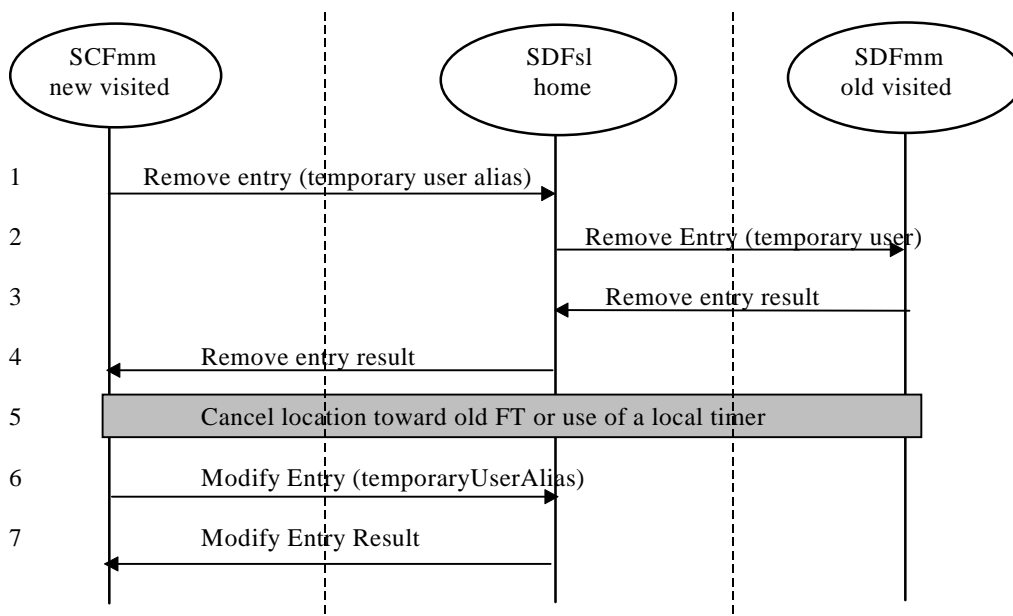 SCFmm
new visited
SDFsl
home
SDFmm
old visited
1 Remove entry (temporary user alias)
2 Remove Entry (temporary user)
3 Remove entry result
4 Remove entry result
5 Cancel location toward old FT or use of a local timer
6 Modify Entry (temporaryUserAlias)
7 Modify Entry Result